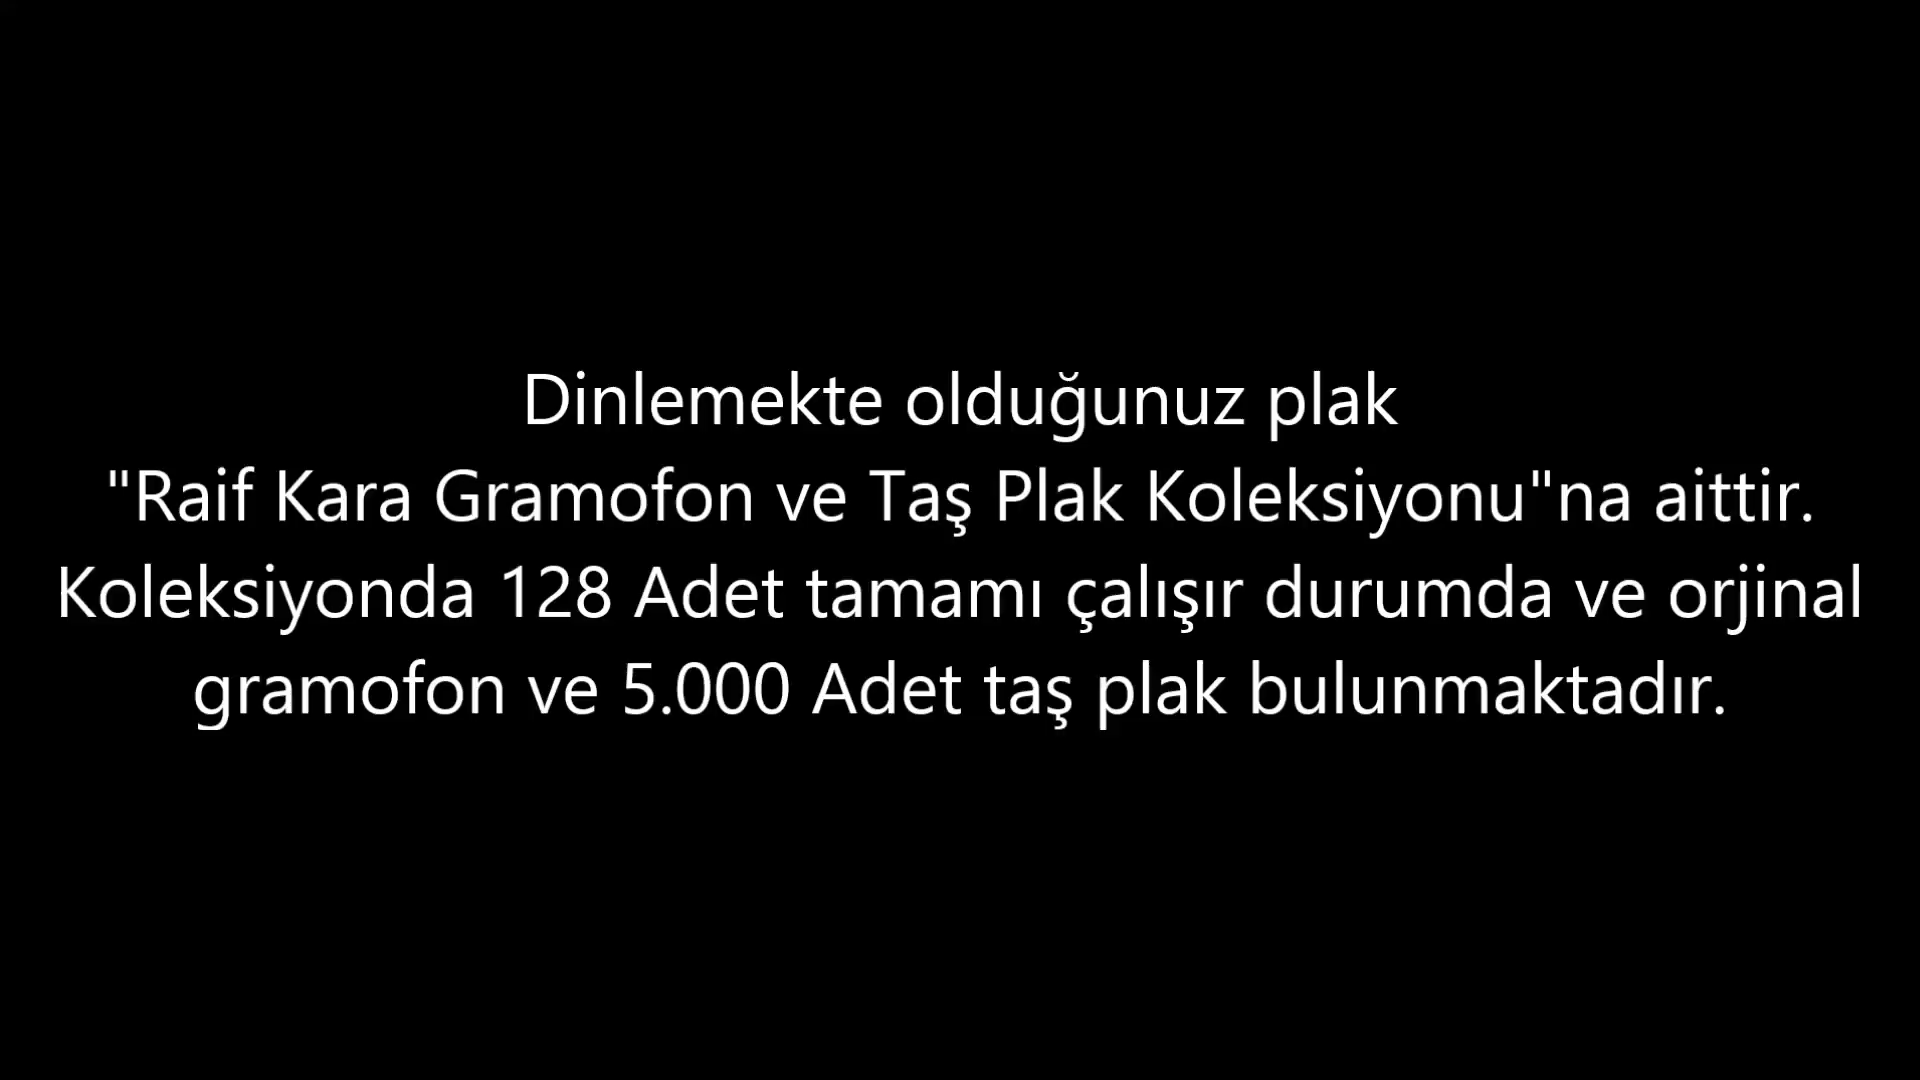 Dinlemekte olduğunuz plak
"Raif Kara Gramofon ve Taş Plak Koleksiyonu"na aittir.
Koleksiyonda 128 Adet tamamı çalışır durumda ve orjinal
gramofon ve 5.000 Adet taş plak bulunmaktadır.